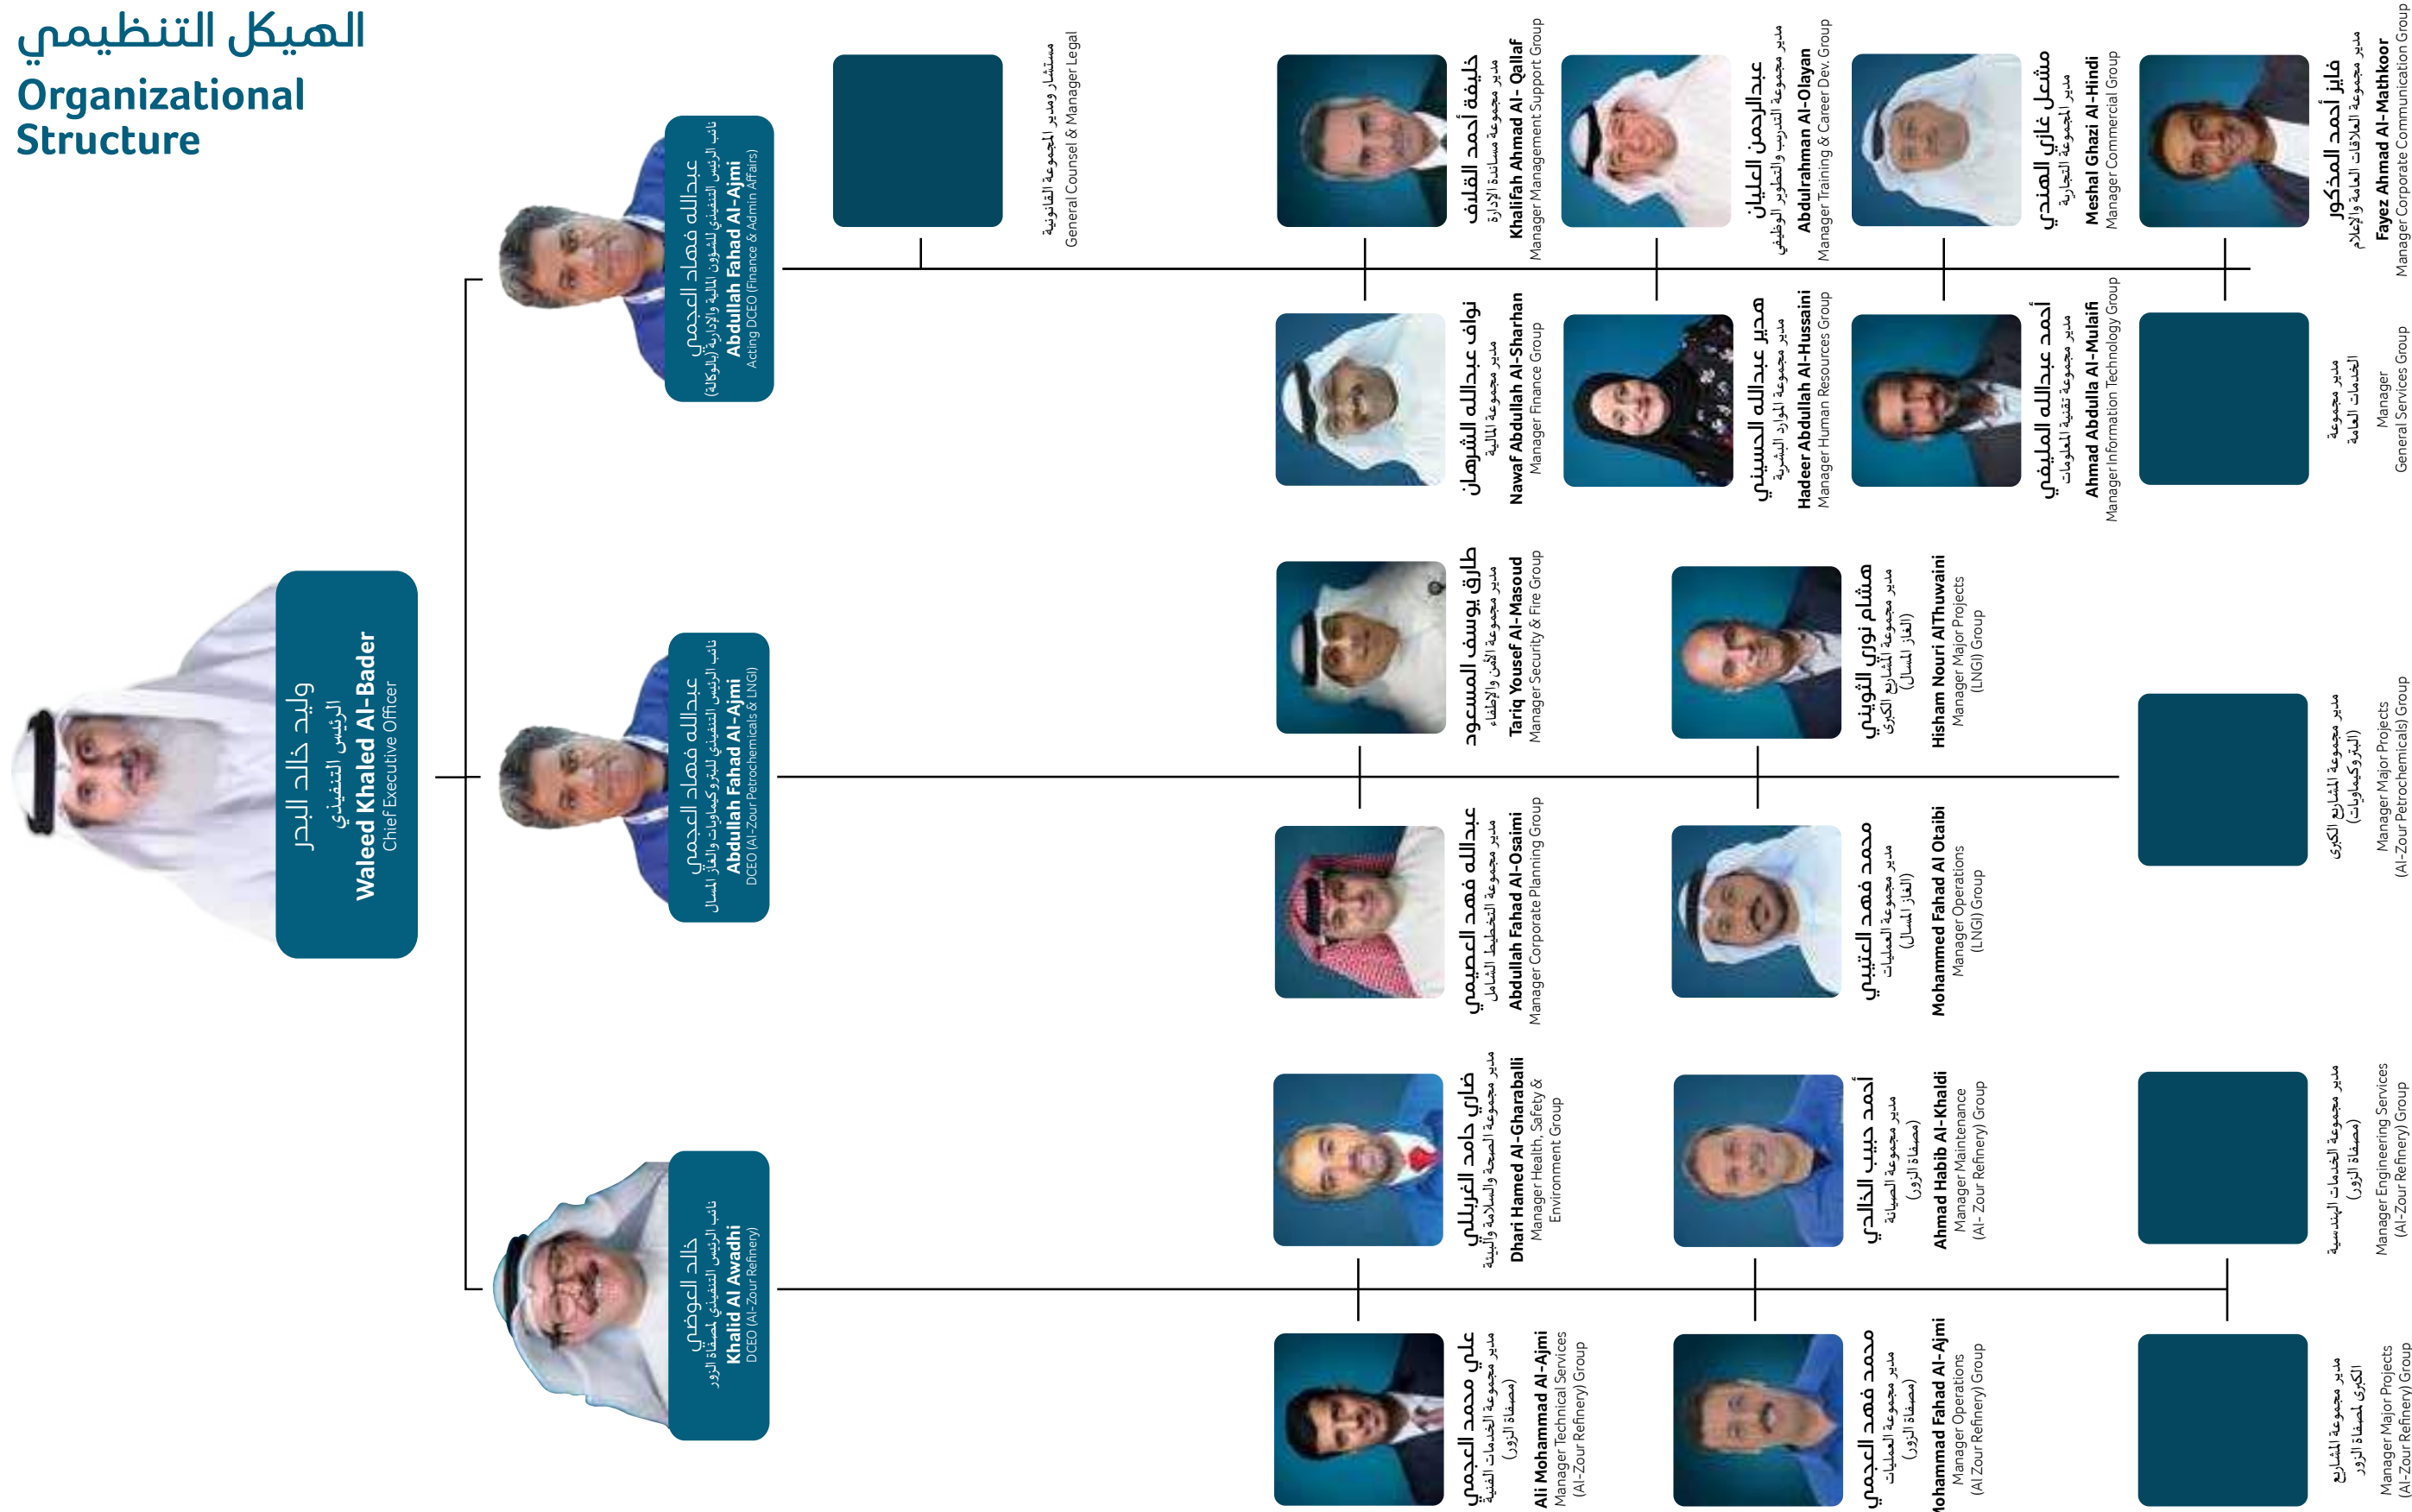 الهيكل التنظيمي
Organizational
Structure
وليد خالد البدر
الرئيس التنفيذي
Waleed Khaled Al-Bader
Chief Executive Officer
خالد العوضي
نائب الرئيس التنفيذي لمصفاة الزور
Khalid Al Awadhi
DCEO (Al-Zour Refinery)
عبدالله فهاد العجمي
نائب الرئيس التنفيذي للبتروكيماويات والغاز المسال
Abdullah Fahad Al-Ajmi
DCEO (Al-Zour Petrochemicals & LNGI)
عبدالله فهاد العجمي
نائب الرئيس التنفيذي للشؤون المالية والإدارية (بالوكالة)
Abdullah Fahad Al-Ajmi
Acting DCEO (Finance & Admin Affairs)
مستشار ومدير المجموعة القانونية
General Counsel & Manager Legal
علي محمد العجمي
مدير مجموعة الخدمات الفنية
(مصفاة الزور)
Ali Mohammad Al-Ajmi
Manager Technical Services
(Al-Zour Refinery) Group
ضاري حامد الغربللي
مدير مجموعة الصحة والسلامة والبيئة
Dhari Hamed Al-Gharaballi
Manager Health, Safety &
Environment Group
عبدالله فهد العصيمي
مدير مجموعة التخطيط الشامل
Abdullah Fahad Al-Osaimi
Manager Corporate Planning Group
طارق يوسف المسعود
مدير مجموعة الأمن والإطفاء
Tariq Yousef Al-Masoud
Manager Security & Fire Group
نواف عبدالله الشرهان
مدير مجموعة المالية
Nawaf Abdullah Al-Sharhan
Manager Finance Group
خليفة أحمد القلاف
مدير مجموعة مساندة الإدارة
Khalifah Ahmad Al- Qallaf
Manager Management Support Group
هدير عبدالله الحسيني
مدير مجموعة الموارد البشرية
Hadeer Abdullah Al-Hussaini
Manager Human Resources Group
عبدالرحمن العليان
مدير مجموعة التدريب والتطوير الوظيفي
Abdulrahman Al-Olayan
Manager Training & Career Dev. Group
محمد فهد العجمي
مدير مجموعة العمليات
(مصفاة الزور)
Mohammad Fahad Al-Ajmi
Manager Operations
(Al Zour Refinery) Group
أحمد حبيب الخالدي
مدير مجموعة الصيانة
(مصفاة الزور)
Ahmad Habib Al-Khaldi
Manager Maintenance
(Al- Zour Refinery) Group
محمد فهد العتيبي
مدير مجموعة العمليات
(الغاز المسال)
Mohammed Fahad Al Otaibi
Manager Operations
(LNGI) Group
هشام نوري الثويني
مدير مجموعة المشاريع الكبرى
(الغاز المسال)
Hisham Nouri AlThuwaini
Manager Major Projects
(LNGI) Group
أحمد عبدالله المليفي
مدير مجموعة تقنية المعلومات
Ahmad Abdulla Al-Mulaifi
Manager Information Technology Group
مشعل غازي الهندي
مدير المجموعة التجارية
Meshal Ghazi Al-Hindi
Manager Commercial Group
مدير مجموعة المشاريع
الكبرى لمصفاة الزور
Manager Major Projects
(Al-Zour Refinery) Group
مدير مجموعة الخدمات الهندسية
(مصفاة الزور)
Manager Engineering Services
(Al-Zour Refinery) Group
مدير مجموعة المشاريع الكبرى
(البتروكيماويات)
Manager Major Projects
(Al-Zour Petrochemicals) Group
مدير مجموعة
الخدمات العامة
Manager
General Services Group
فايز أحمد المذكور
مدير مجموعة العلاقات العامة والإعلام
Fayez Ahmad Al-Mathkoor
Manager Corporate Communication Group